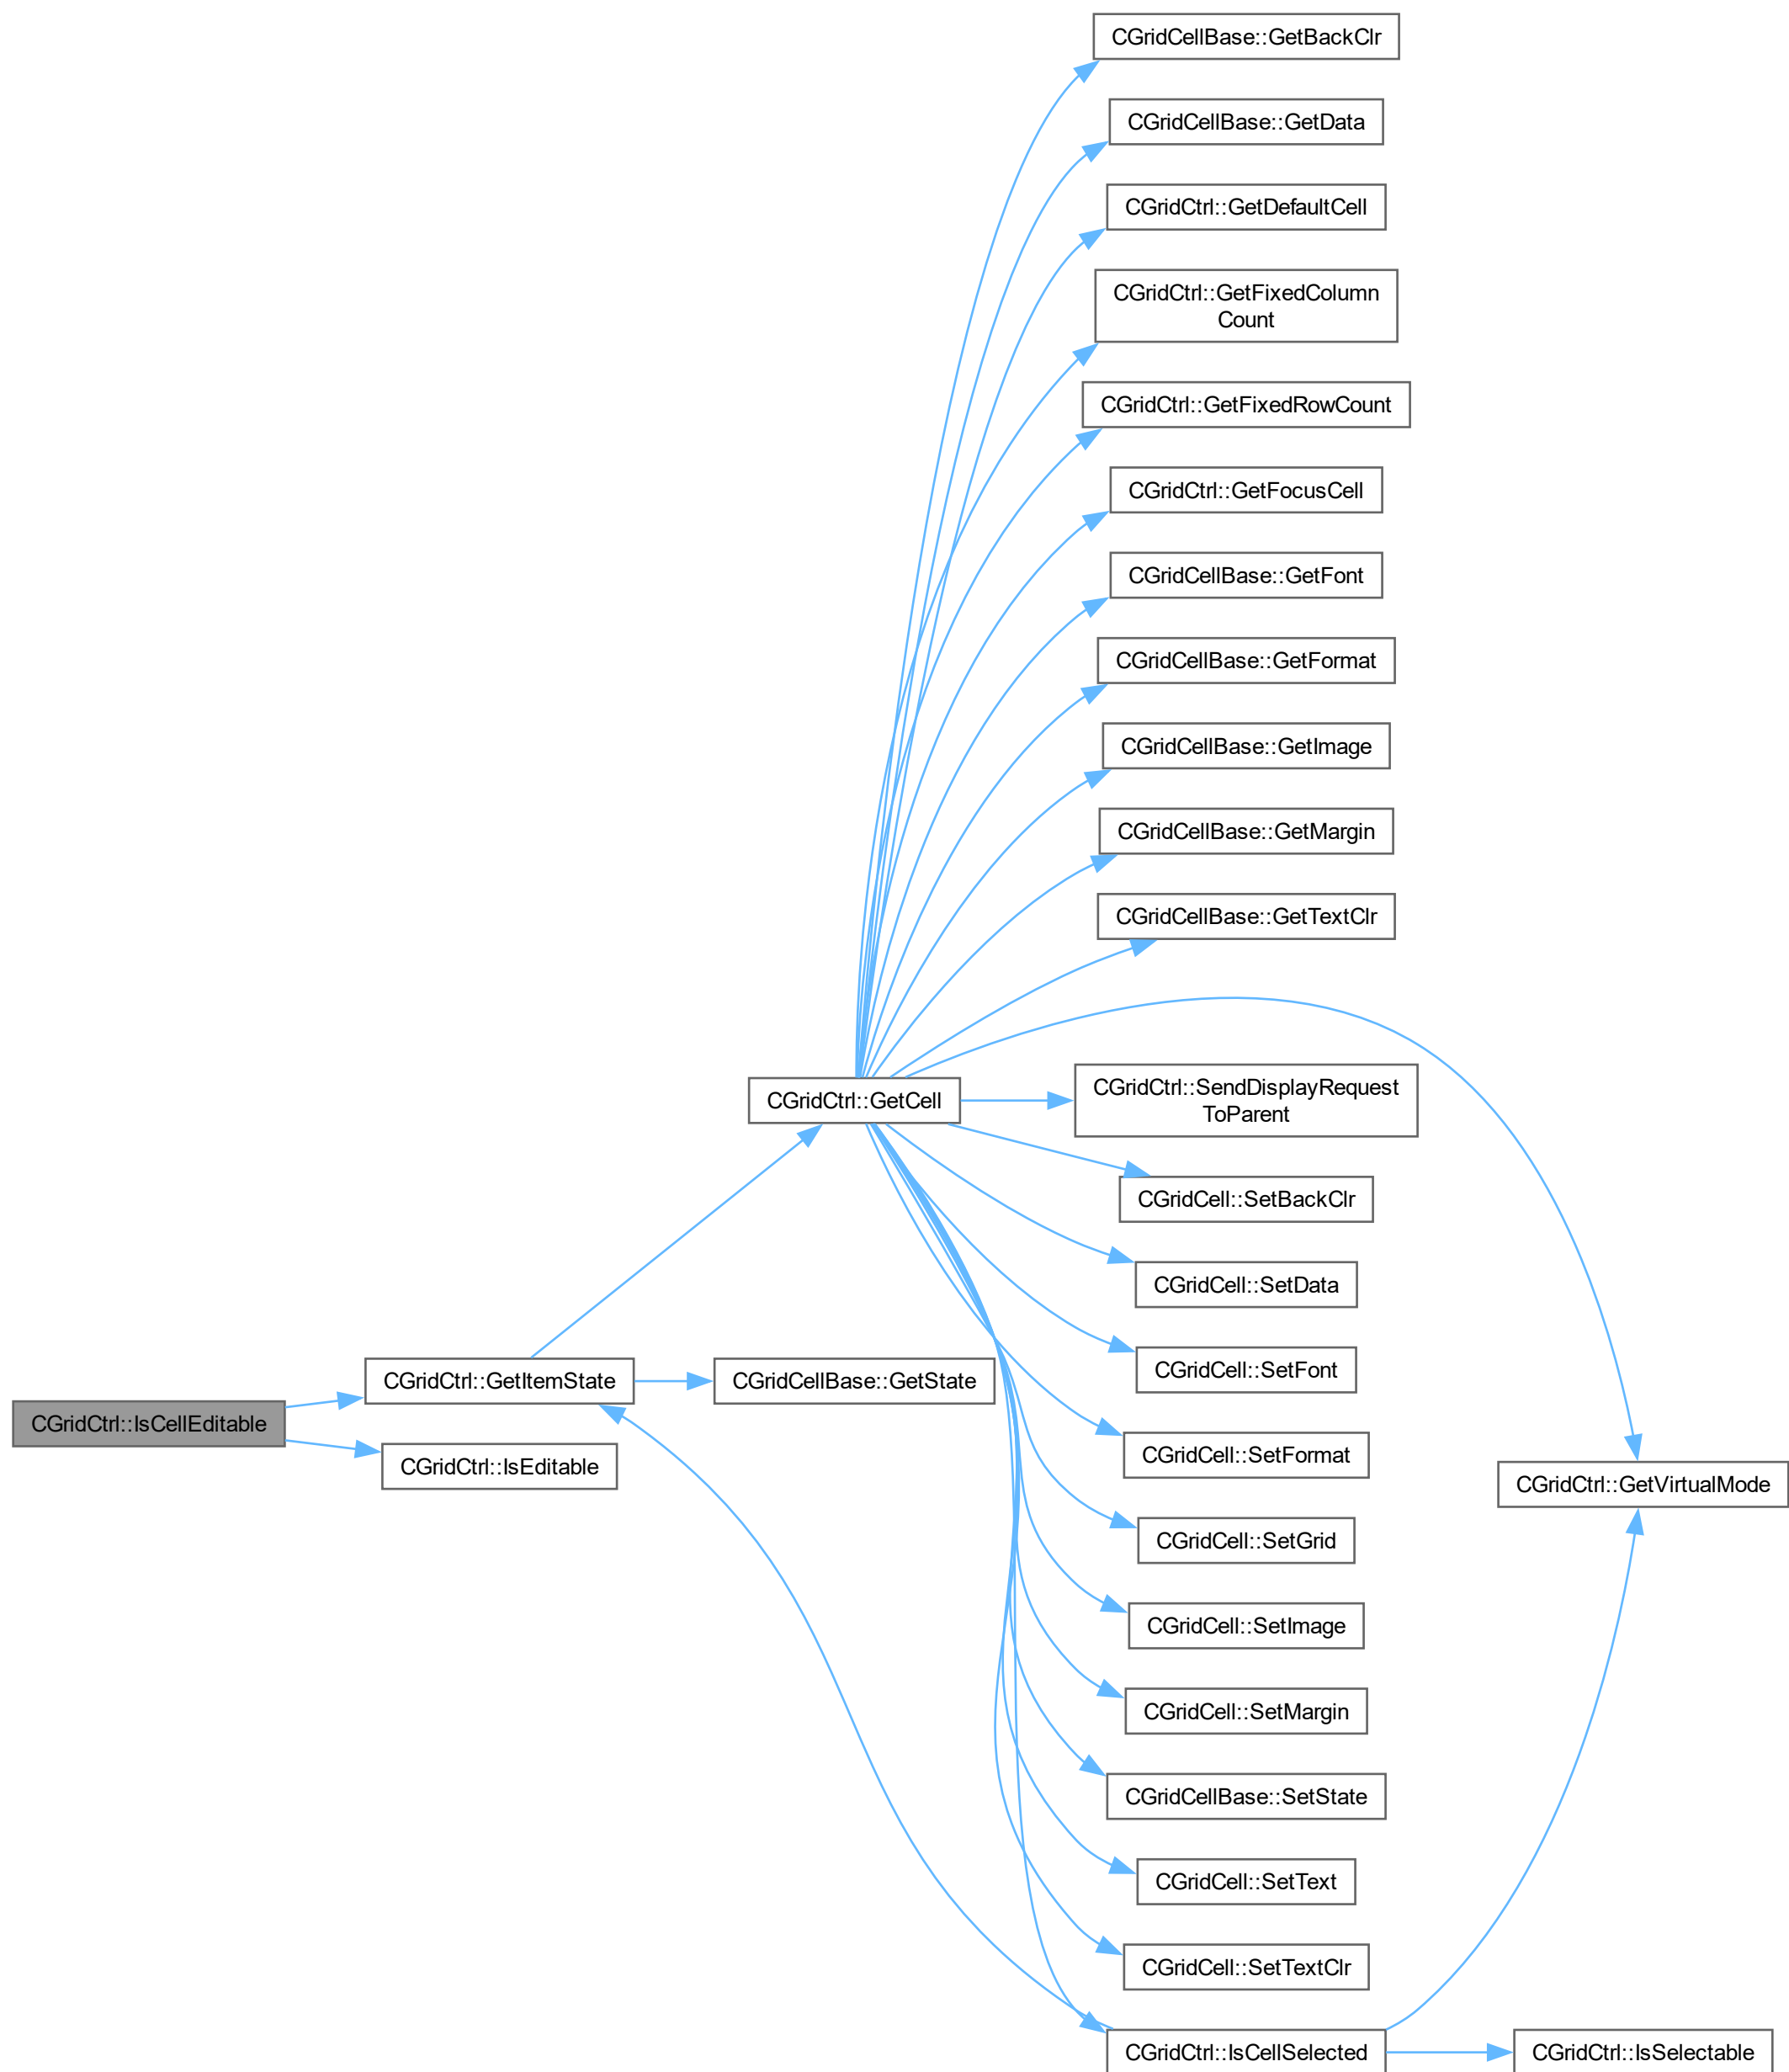 CGridCellBase::GetBackClr
CGridCellBase::GetData
CGridCtrl::GetDefaultCell
CGridCtrl::GetFixedColumn
Count
CGridCtrl::GetFixedRowCount
CGridCtrl::GetFocusCell
CGridCellBase::GetFont
CGridCellBase::GetFormat
CGridCellBase::GetImage
CGridCellBase::GetMargin
CGridCellBase::GetTextClr
CGridCtrl::GetCell
CGridCtrl::SendDisplayRequest
ToParent
CGridCell::SetBackClr
CGridCell::SetData
CGridCell::SetFont
CGridCtrl::GetItemState
CGridCellBase::GetState
CGridCtrl::IsCellEditable
CGridCell::SetFormat
CGridCtrl::IsEditable
CGridCtrl::GetVirtualMode
CGridCell::SetGrid
CGridCell::SetImage
CGridCell::SetMargin
CGridCellBase::SetState
CGridCell::SetText
CGridCell::SetTextClr
CGridCtrl::IsCellSelected
CGridCtrl::IsSelectable